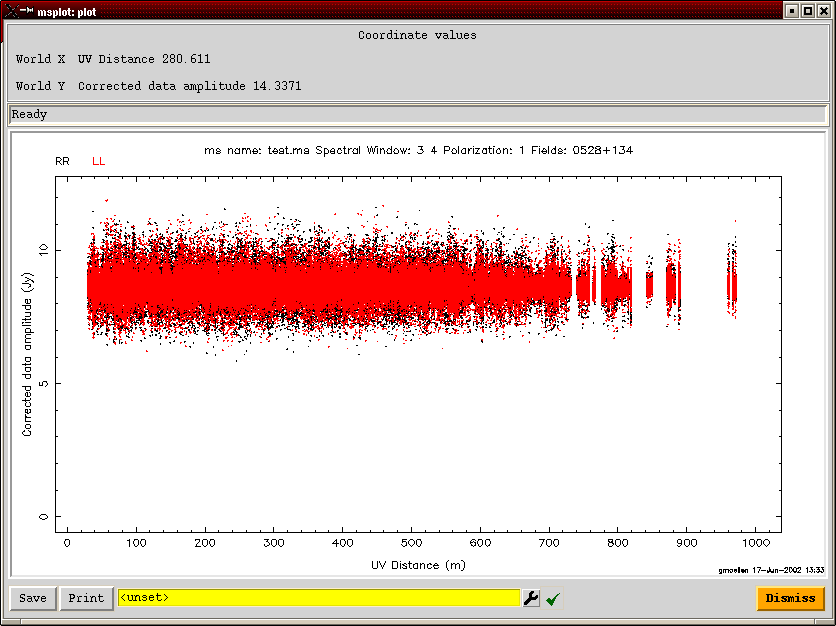 msplot: plot
Coordinate values
World X UV Distance 280.611
World Y Corrected data amplitude 14.3371
Ready
ms name: test.ms Spectral Window: 3 4 Polarization: 1 Fields: 0528+134
RR LL
10
5
0
Corrected data amplitude (Jy)
0 100 200 300 400 500 600 700 800 900 1000
UV Distance (m)
gmoellen 17-Jun-2002 13:33
Save Print <unset> Dismiss